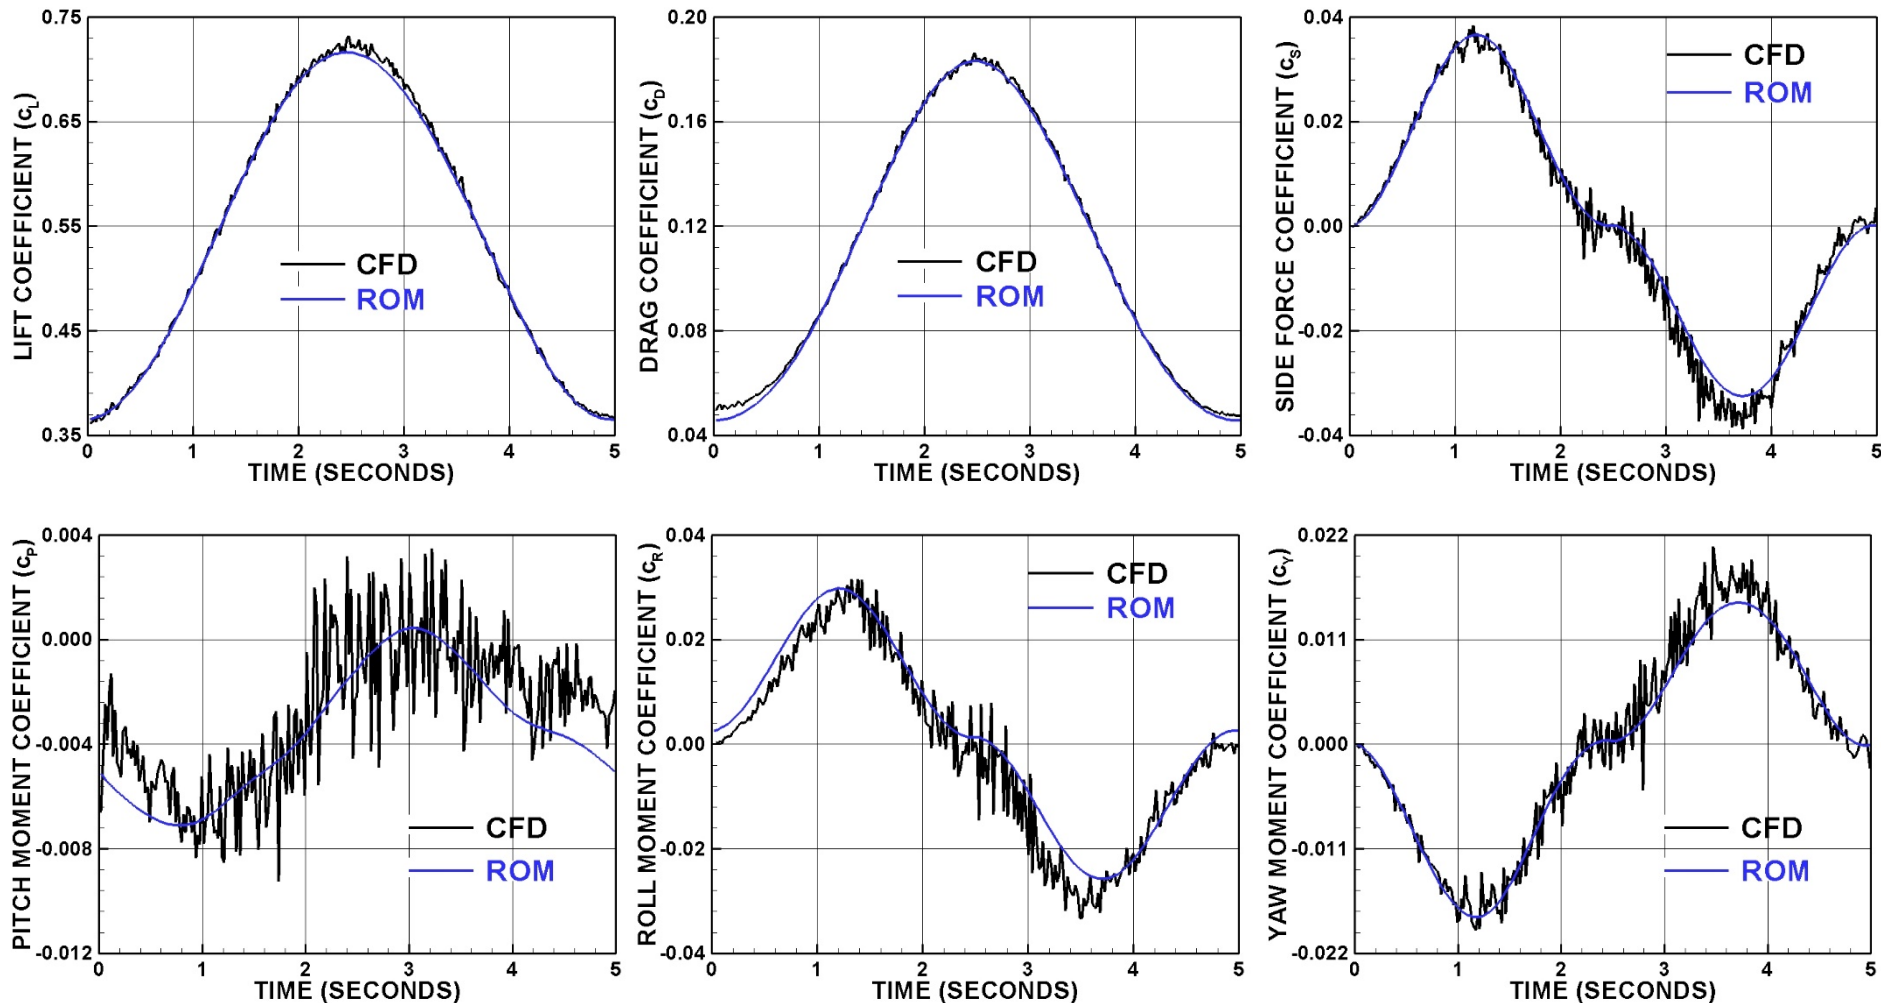 LIFT COEFFICIENT (cL)
0.75
0.65
0.55
0.45
0.35
CFD
ROM
0 1 2 3 4 5
TIME (SECONDS)
DRAG COEFFICIENT (cD)
0.20
0.16
0.12
0.08
0.04
CFD
ROM
0 1 2 3 4 5
TIME (SECONDS)
SIDE FORCE COEFFICIENT (cS)
0.04
0.02
0.00
-0.02
-0.04
CFD
ROM
0 1 2 3 4 5
TIME (SECONDS)
PITCH MOMENT COEFFICIENT (cP)
0.004
0.000
-0.004
-0.008
-0.012
CFD
ROM
0 1 2 3 4 5
TIME (SECONDS)
ROLL MOMENT COEFFICIENT (cR)
0.04
0.02
0.00
-0.02
-0.04
CFD
ROM
0 1 2 3 4 5
TIME (SECONDS)
YAW MOMENT COEFFICIENT (cY)
0.022
0.011
0.000
-0.011
-0.022
CFD
ROM
0 1 2 3 4 5
TIME (SECONDS)